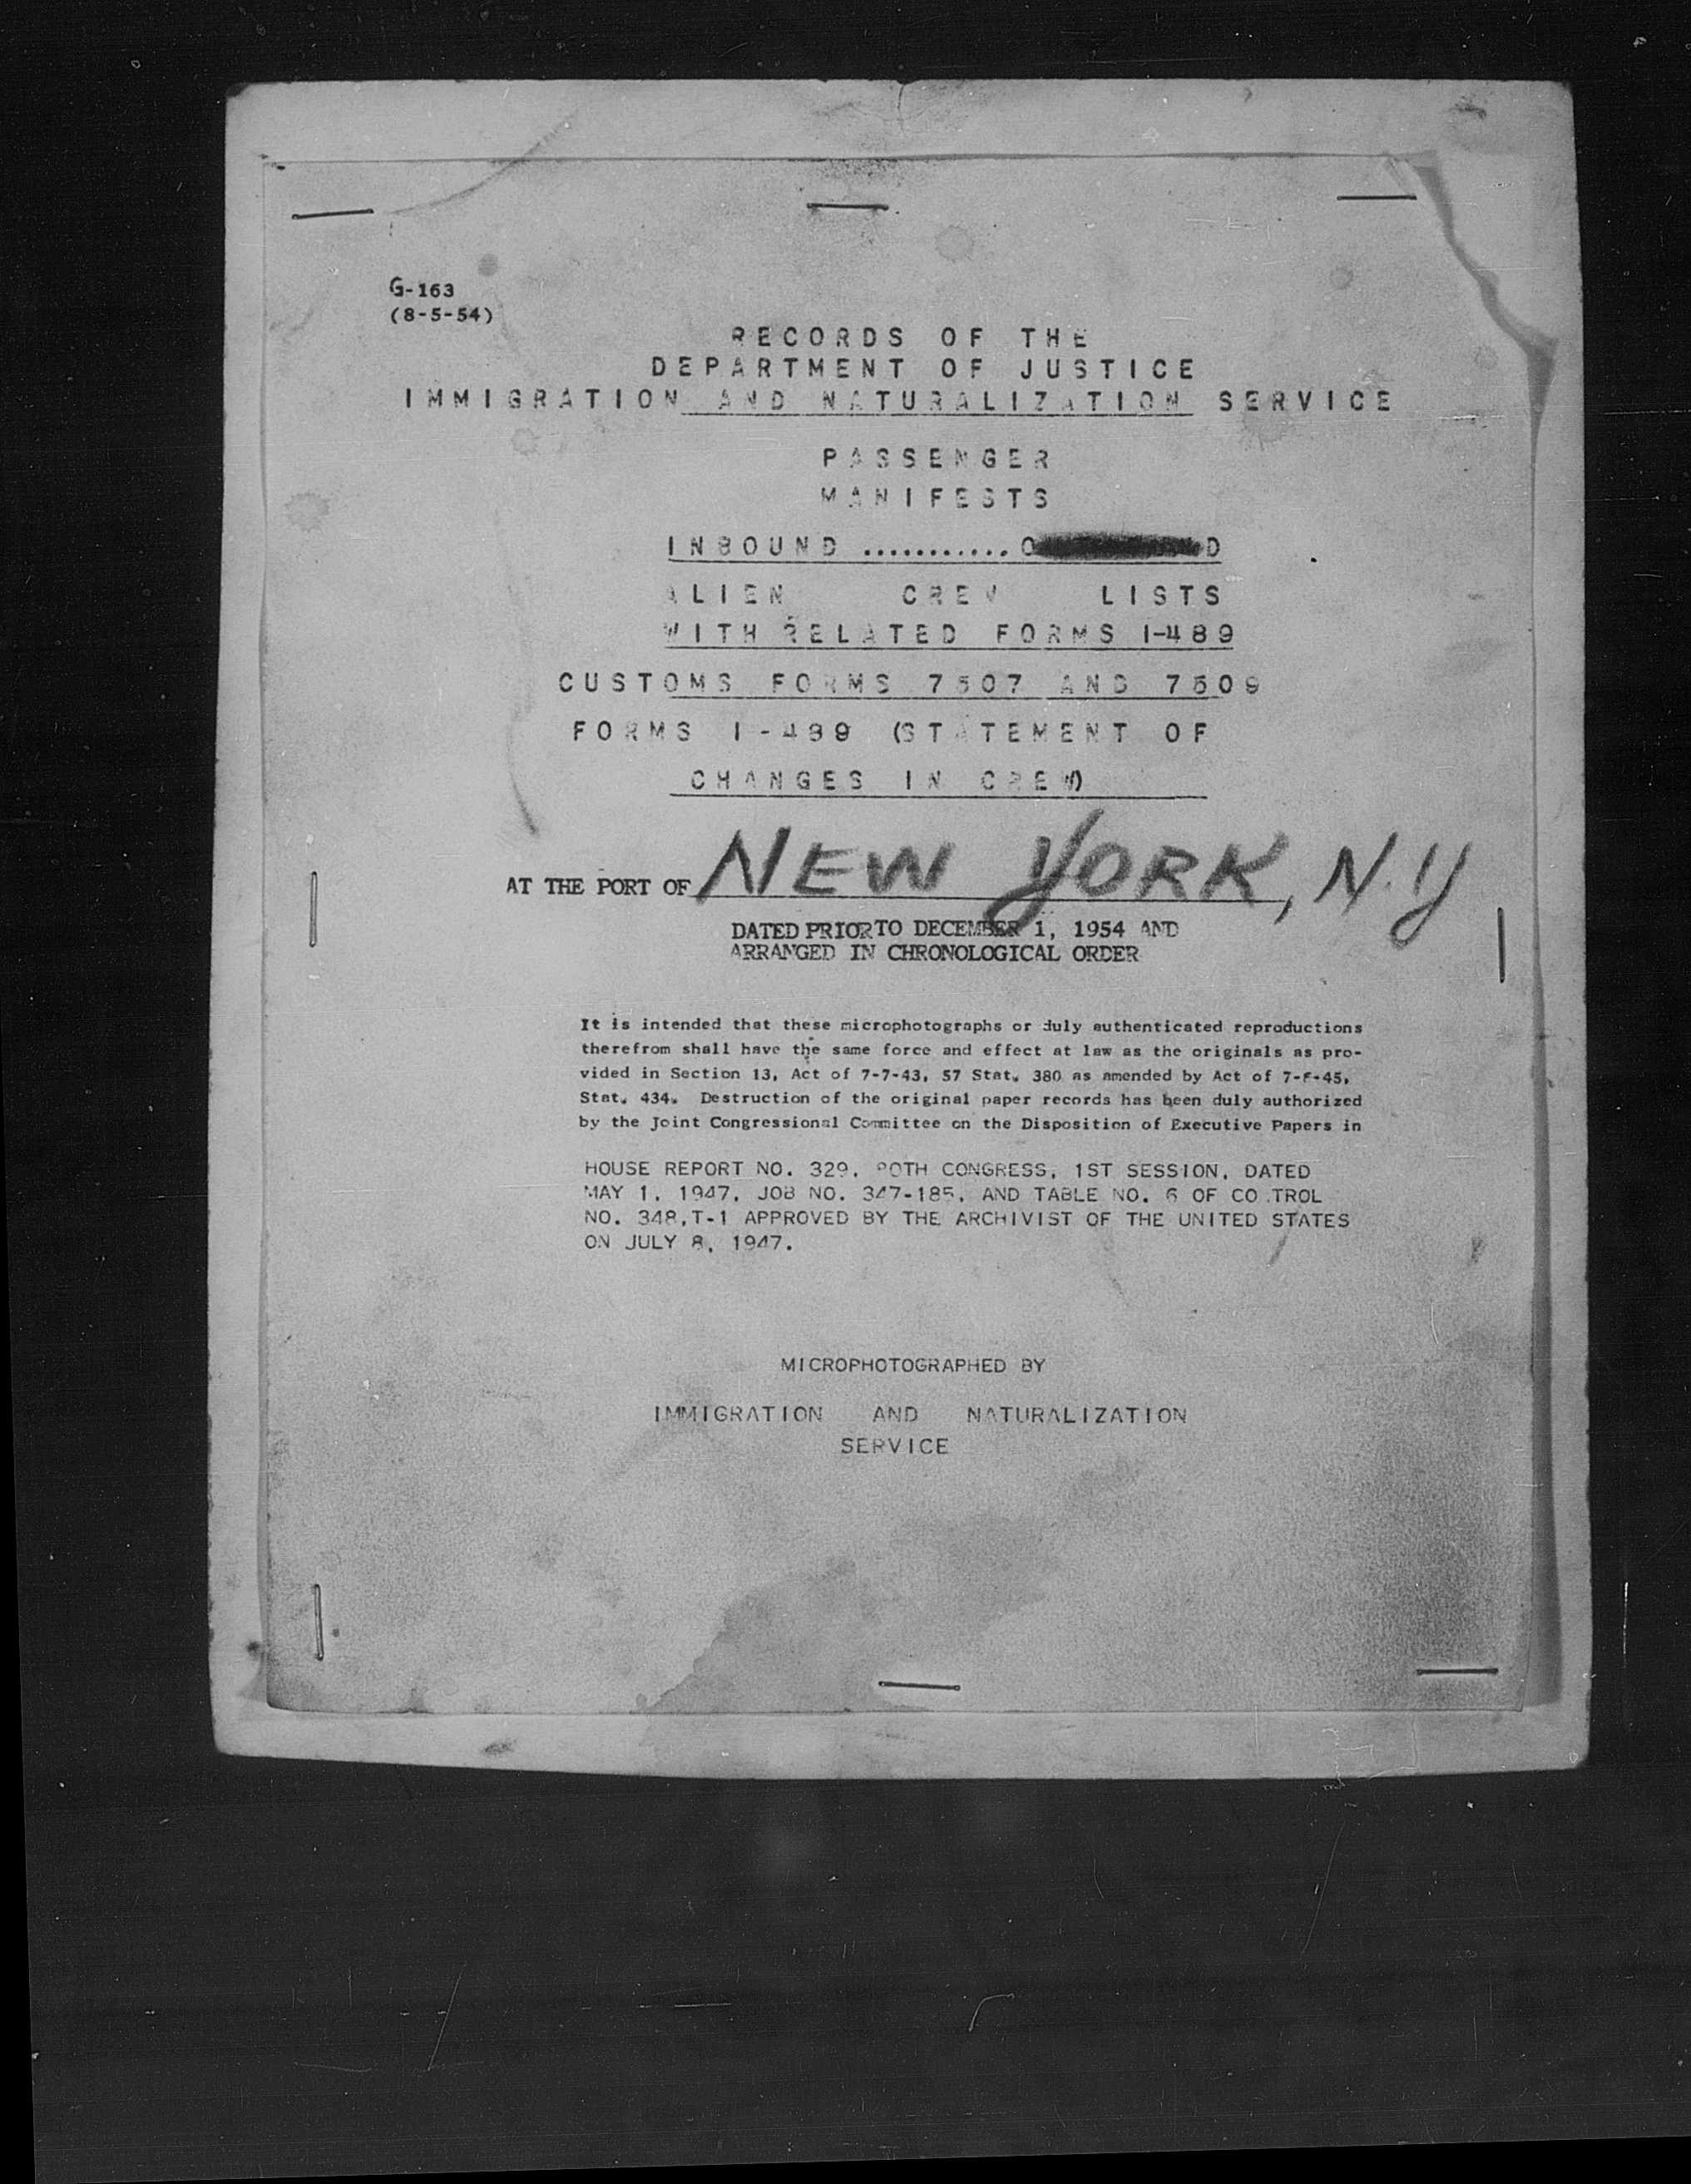 G-163
(8-5-54)
RECORDS OF THE
DEPARTMENT OF JUSTICE
IMMIGRATION AND NATURALIZATION SERVICE
PASSENGER
MANIFESTS
INBOUND ...........O D
ALIEN CREW LISTS
WITH RELATED FORMS I-489
CUSTOMS FORMS 7507 AND 7509
FORMS I-489 (STATEMENT OF
CHANGES IN CREW)
AT THE PORT OF NEW YORK, N.Y
DATED PRIOR TO DECEMBER 1, 1954 AND
ARRANGED IN CHRONOLOGICAL ORDER
It is intended that these microphotographs or duly authenticated reproductions
therefrom shall have the same force and effect at law as the originals as pro-
vided in Section 13, Act of 7-7-43, 57 Stat. 380 as amended by Act of
Stat. 434. Destruction of the original paper records has been duly authorized
by the Joint Congressional Committee on the Disposition of Executive Papers in
HOUSE REPORT NO. 329, 80TH CONGRESS, 1ST SESSION, DATED
MAY 1, 1947, JOB NO. 347-185, AND TABLE NO. 6 OF CO TROL
NO. 348,T-1 APPROVED BY THE ARCHIVIST OF THE UNITED STATES
ON JULY 8, 1947.
MICROPHOTOGRAPHED BY
IMMIGRATION AND NATURALIZATION
SERVICE